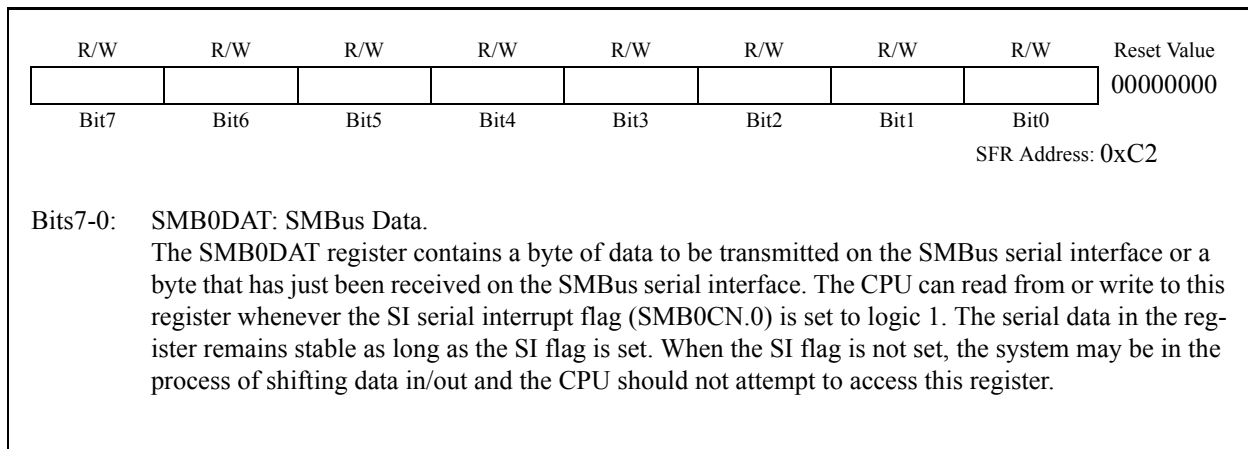 R/W R/W R/W R/W R/W R/W R/W R/W Reset Value
00000000
Bit7 Bit6 Bit5 Bit4 Bit3 Bit2 Bit1 Bit0
SFR Address: 0xC2
Bits7-0: SMB0DAT: SMBus Data.
The SMB0DAT register contains a byte of data to be transmitted on the SMBus serial interface or a
byte that has just been received on the SMBus serial interface. The CPU can read from or write to this
register whenever the SI serial interrupt flag (SMB0CN.0) is set to logic 1. The serial data in the reg-
ister remains stable as long as the SI flag is set. When the SI flag is not set, the system may be in the
process of shifting data in/out and the CPU should not attempt to access this register.